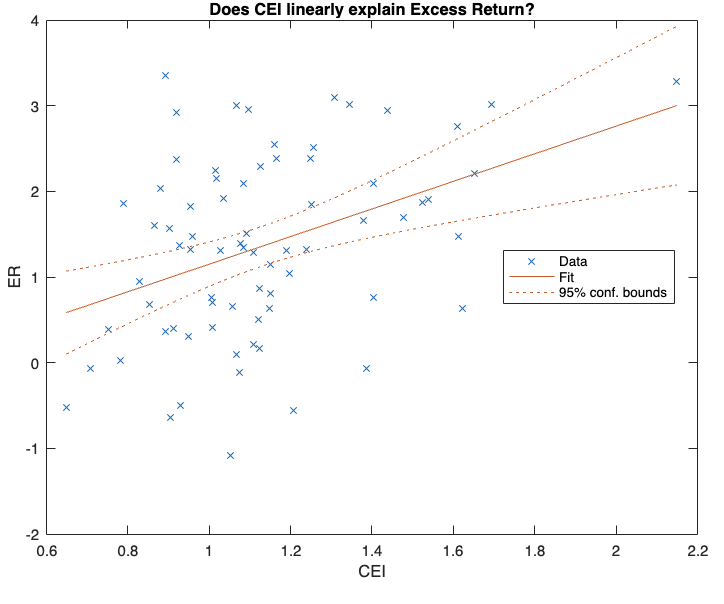 Does CEI linearly explain Excess Return?
4
3
2
1
0
-1
-2
ER
Data
Fit
95% conf. bounds
0.6 0.8 1 1.2 1.4 1.6 1.8 2 2.2
CEI